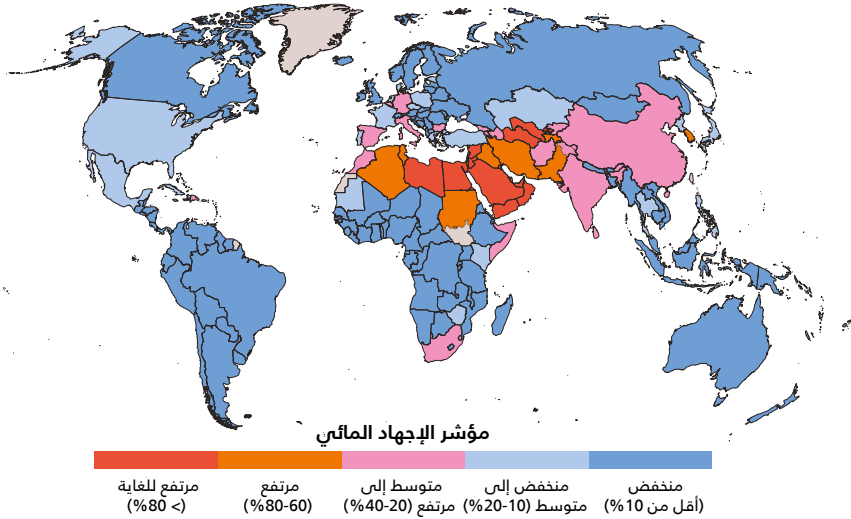 مؤشر الإجهاد المائي
منخفض
(أقل من 10%)
منخفض إلى
متوسط (10-20%)
متوسط إلى
مرتفع (20-40%)
مرتفع
(60-80%)
مرتفع للغاية
(> 80%)